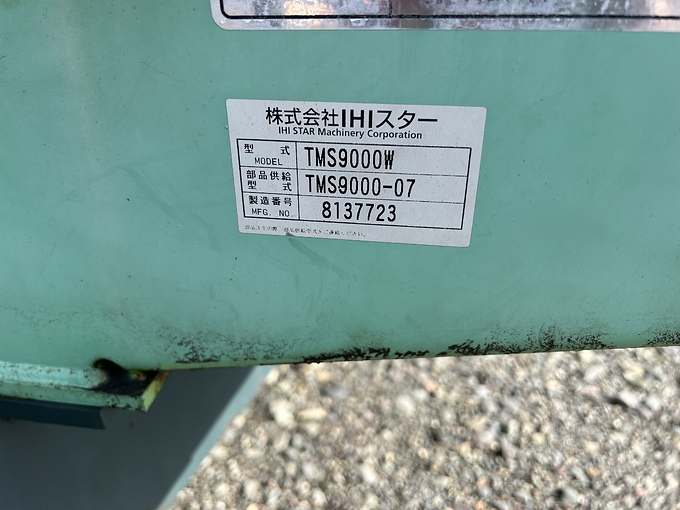 株式会社IHIスター
IHI STAR Machinery Corporation
型式 MODEL TMS9000W
部品供給型式 TMS9000-07
製造番号 MFG. NO. 8137723